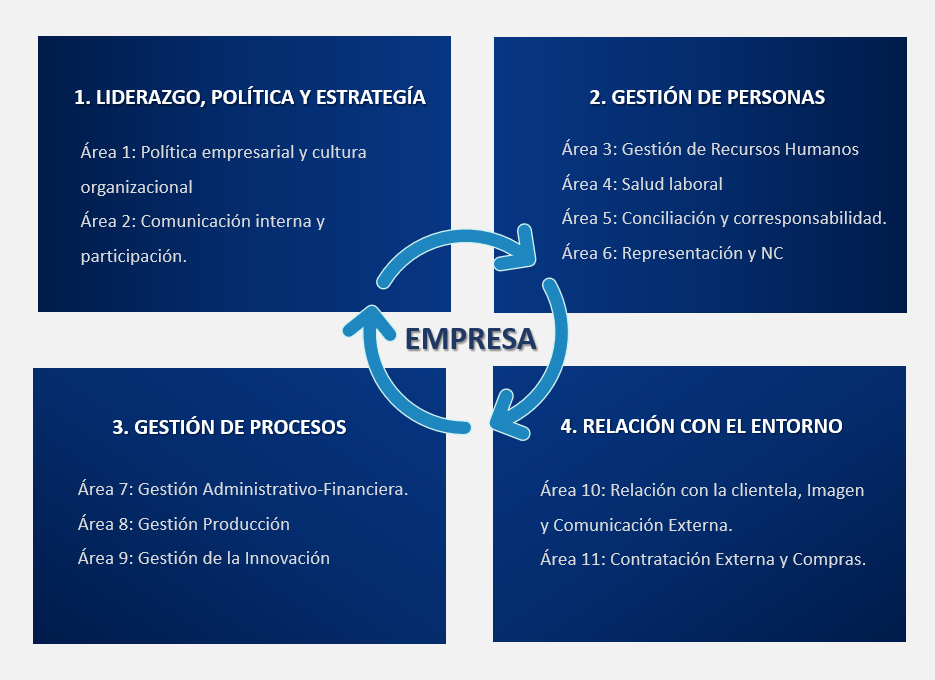 1. LIDERAZGO, POLÍTICA Y ESTRATEGÍA
Área 1: Política empresarial y cultura
organizacional
Área 2: Comunicación interna y
participación.
2. GESTIÓN DE PERSONAS
Área 3: Gestión de Recursos Humanos
Área 4: Salud laboral
Área 5: Conciliación y corresponsabilidad.
Área 6: Representación y NC
EMPRESA
3. GESTIÓN DE PROCESOS
Área 7: Gestión Administrativo-Financiera.
Área 8: Gestión Producción
Área 9: Gestión de la Innovación
4. RELACIÓN CON EL ENTORNO
Área 10: Relación con la clientela, Imagen
y Comunicación Externa.
Área 11: Contratación Externa y Compras.